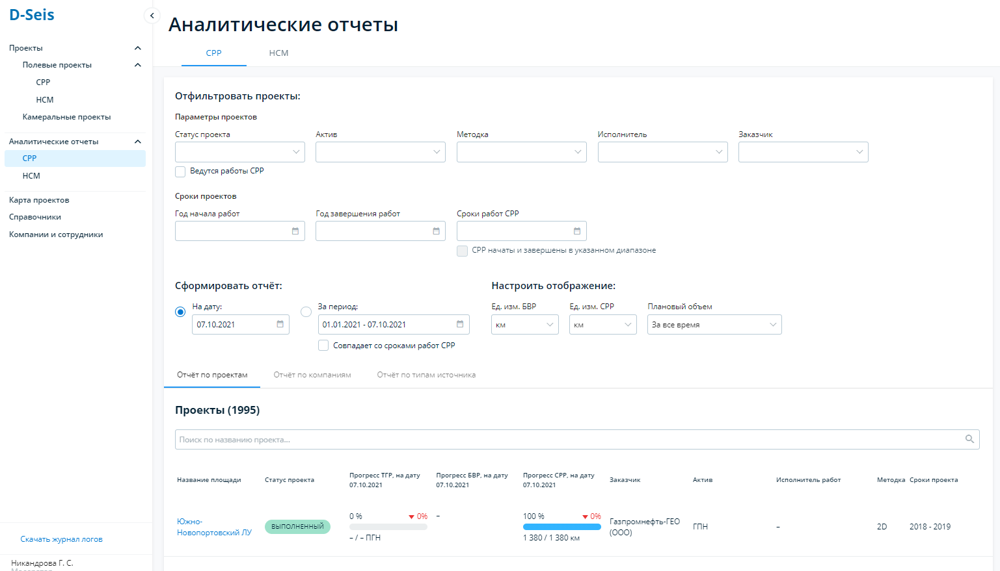 D-Seis
Проекты
Полевые проекты
СРР
НСМ
Камеральные проекты
Аналитические отчеты
СРР
НСМ
Карта проектов
Справочники
Компании и сотрудники
Скачать журнал логов
Никандрова Г. С.
Аналитические отчеты
СРР НСМ
Отфильтровать проекты:
Параметры проектов
Статус проекта Актив Методка Исполнитель Заказчик
Ведутся работы СРР
Сроки проектов
Год начала работ Год завершения работ Сроки работ СРР
СРР начаты и завершены в указанном диапазоне
Сформировать отчёт: Настроить отображение:
На дату: За период: Ед. изм. БВР Ед. изм. СРР Плановый объем
07.10.2021 01.01.2021 - 07.10.2021 км км За все время
Совпадает со сроками работ СРР
Отчёт по проектам Отчёт по компаниям Отчёт по типам источника
Проекты (1995)
Поиск по названию проекта...
Название площади Статус проекта Прогресс ТГР, на дату 07.10.2021 Прогресс БВР, на дату 07.10.2021 Прогресс СРР, на дату 07.10.2021 Заказчик Актив Исполнитель работ Методка Сроки проекта
0 % 0% – 100 % 0%
Южно-Новопортовский ЛУ ВЫПОЛНЕННЫЙ Газпромнефть-ГЕО (ООО) ГПН – 2D 2018 - 2019
– / – ПГН 1 380 / 1 380 км